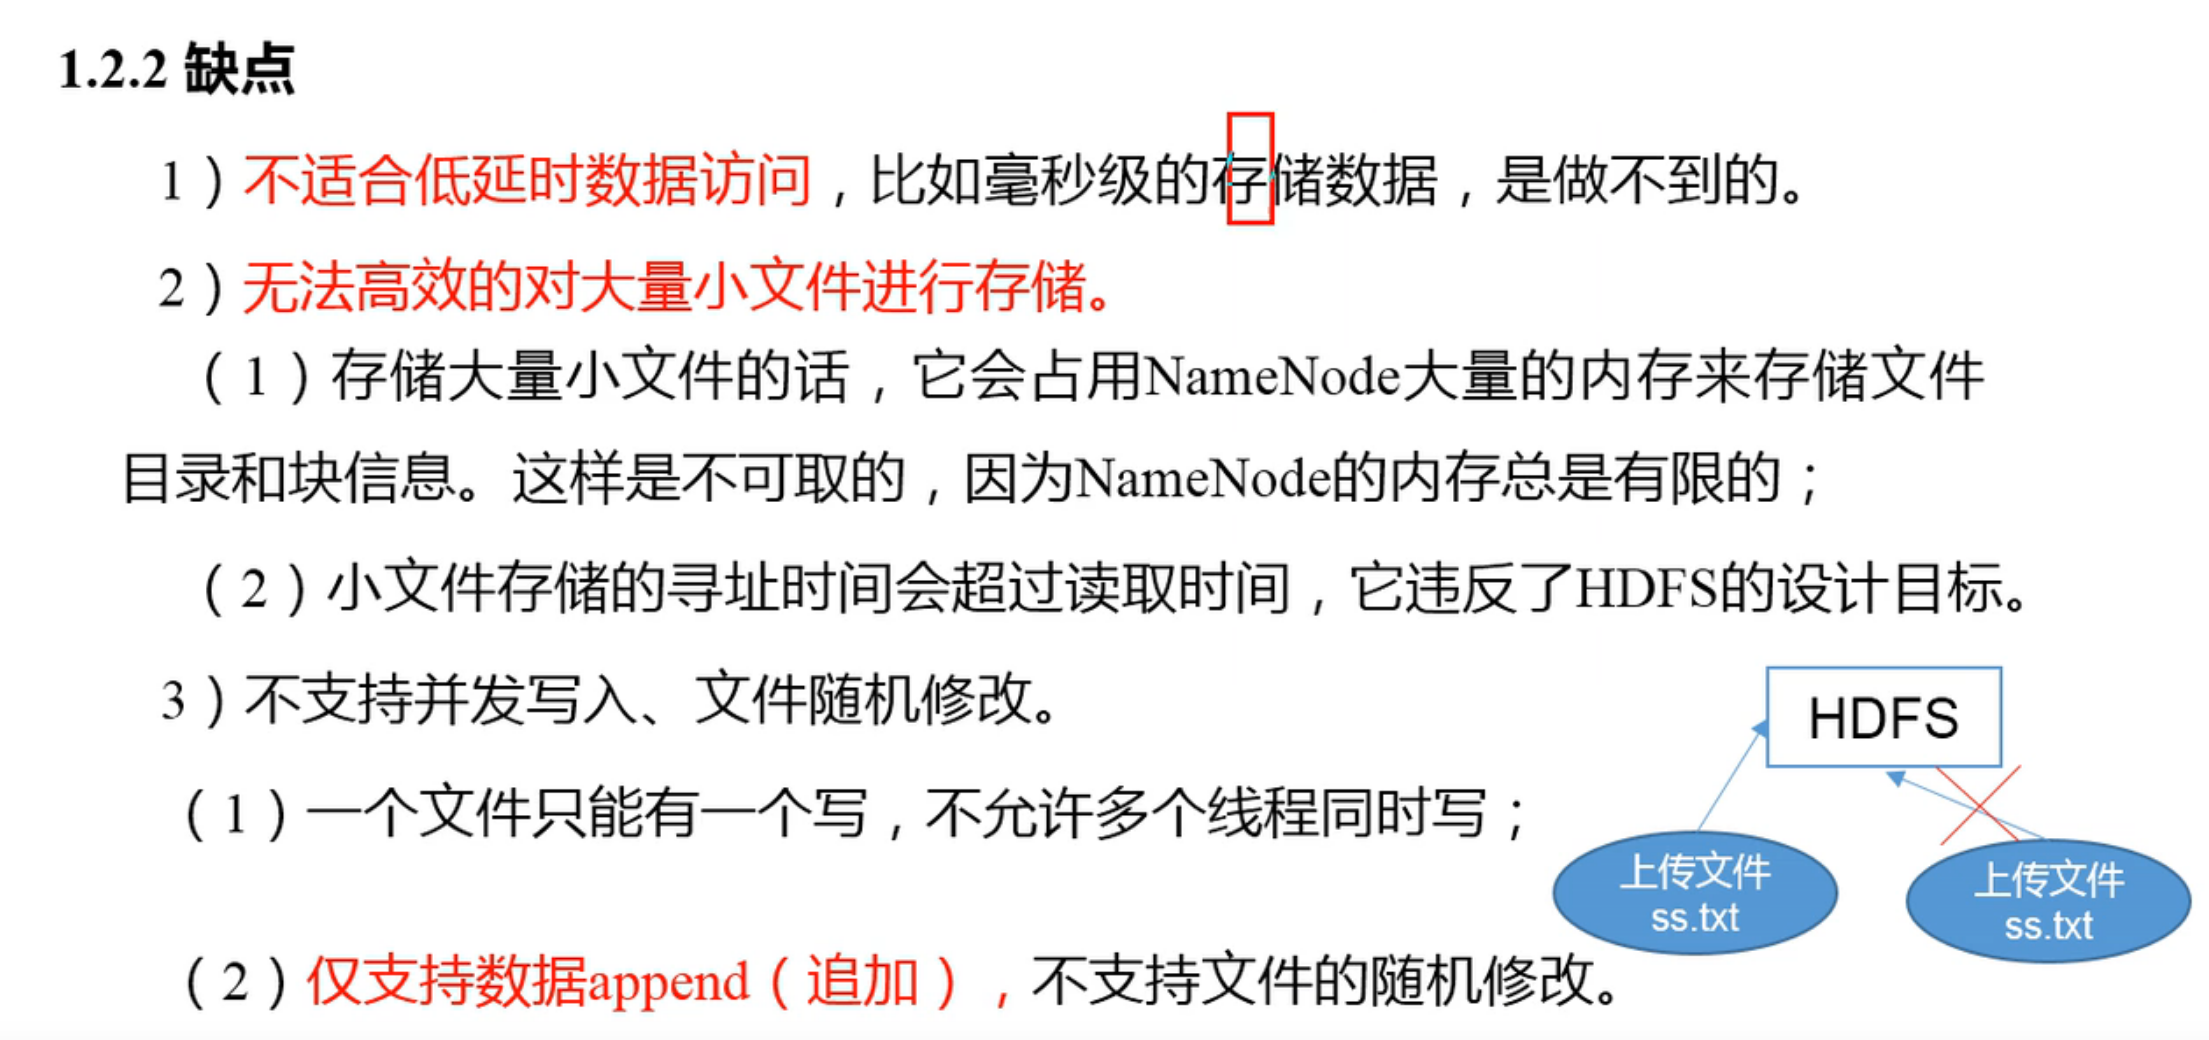 1.2.2 缺点
1）不适合低延时数据访问，比如毫秒级的存储数据，是做不到的。
2）无法高效的对大量小文件进行存储。
（1）存储大量小文件的话，它会占用NameNode大量的内存来存储文件
目录和块信息。这样是不可取的，因为NameNode的内存总是有限的；
（2）小文件存储的寻址时间会超过读取时间，它违反了HDFS的设计目标。
3）不支持并发写入、文件随机修改。
HDFS
（1）一个文件只能有一个写，不允许多个线程同时写；
上传文件
ss.txt
上传文件
ss.txt
（2）仅支持数据append（追加），不支持文件的随机修改。